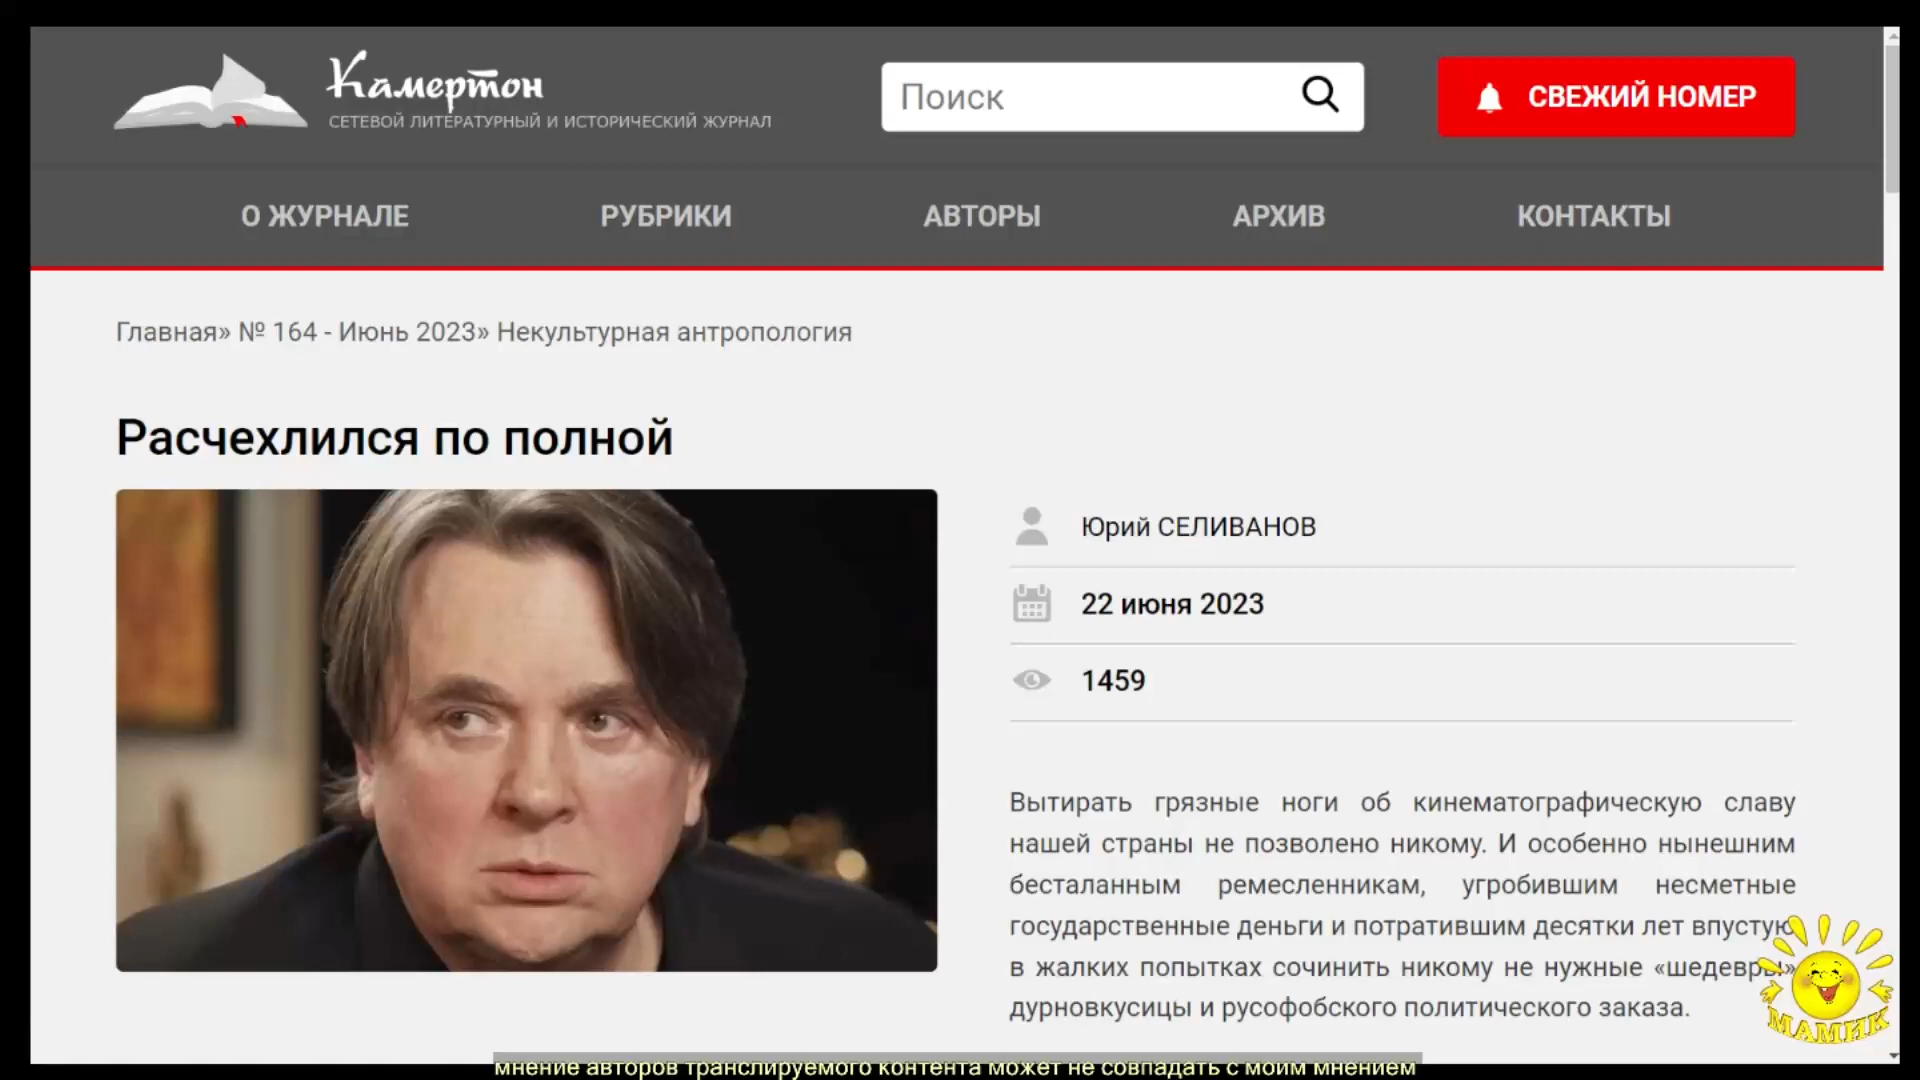 Камертон
СЕТЕВОЙ ЛИТЕРАТУРНЫЙ И ИСТОРИЧЕСКИЙ ЖУРНАЛ
Поиск
СВЕЖИЙ НОМЕР
О ЖУРНАЛЕ РУБРИКИ АВТОРЫ АРХИВ КОНТАКТЫ
Главная» № 164 - Июнь 2023» Некультурная антропология
Расчехлился по полной
Юрий СЕЛИВАНОВ
22 июня 2023
1459
Вытирать грязные ноги об кинематографическую славу
нашей страны не позволено никому. И особенно нынешним
бесталанным ремесленникам, угробившим несметные
государственные деньги и потратившим десятки лет впустую
в жалких попытках сочинить никому не нужные «шедевры»
дурновкусицы и русофобского политического заказа.
МАМИК
мнение авторов транслируемого контента может не совпадать с моим мнением